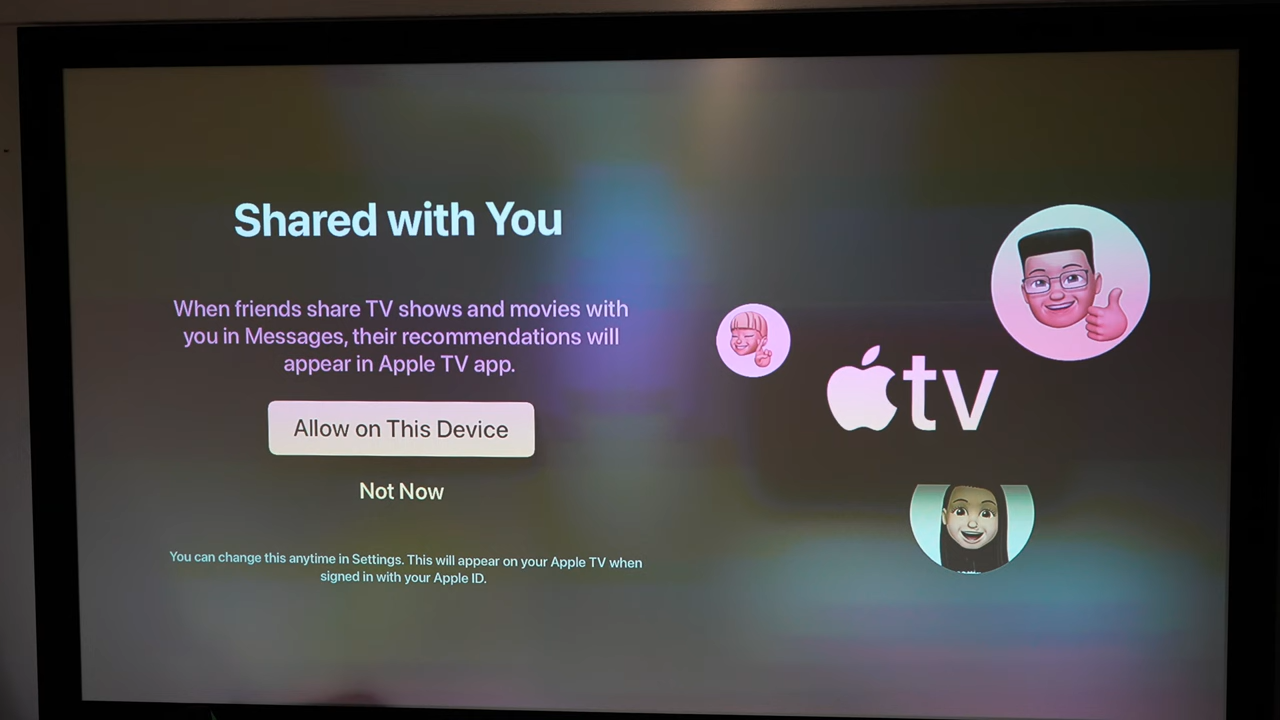 Shared with You
When friends share TV shows and movies with
you in Messages, their recommendations will
appear in Apple TV app.
Allow on This Device
Not Now
You can change this anytime in Settings. This will appear on your Apple TV when
signed in with your Apple ID.
tv